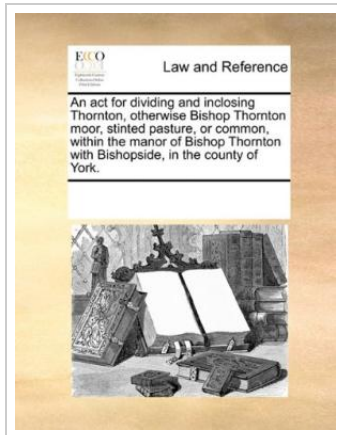 ECCO
Law and Reference
An act for dividing and inclosing
Thornton, otherwise Bishop Thornton
moor, stinted pasture, or common,
within the manor of Bishop Thornton
with Bishopside, in the county of
York.